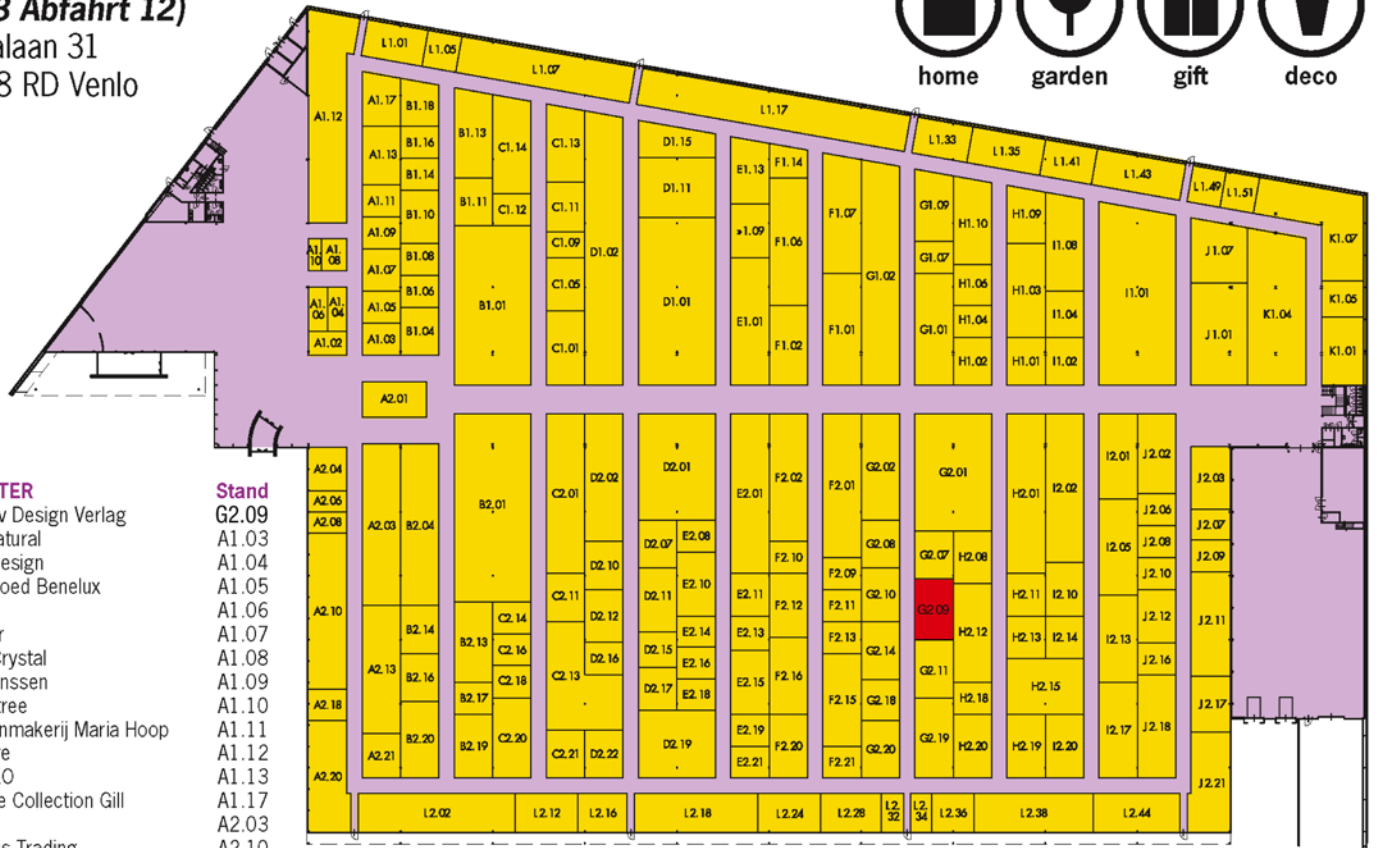 3 Abfahrt 12)
alaan 31
8 RD Venlo
home garden gift deco
L1.01 L1.05 L1.07 L1.17 L1.33 L1.35 L1.41 L1.43 L1.49 L1.51
A1.12 A1.10 A1.08 A1.06 A1.04 A1.02
A1.17 A1.13 A1.11 A1.09 A1.07 A1.05 A1.03
B1.18 B1.16 B1.14 B1.10 B1.08 B1.06 B1.04
B1.13 B1.11 B1.01
C1.14 C1.12
C1.13 C1.11 C1.09 C1.05 C1.01
D1.02
D1.15 D1.11 D1.01
E1.13 1.09 E1.01
F1.14 F1.06 F1.02
F1.07 F1.01
G1.02
G1.09 G1.07 G1.01
H1.10 H1.06 H1.04 H1.02
H1.09 H1.03 H1.01
I1.08 I1.04 I1.02
I1.01
J1.07 J1.01
K1.04
K1.07 K1.05 K1.01
A2.01
A2.04 A2.06 A2.08 A2.10 A2.18 A2.20
A2.03 A2.13 A2.21
B2.04 B2.14 B2.16 B2.20
B2.01 B2.13 B2.17 B2.19
C2.14 C2.16 C2.18 C2.20
C2.01 C2.11 C2.13 C2.21
D2.02 D2.10 D2.12 D2.16 D2.22
D2.01 D2.07 D2.11 D2.15 D2.17 D2.19
E2.08 E2.10 E2.14 E2.16 E2.18
E2.01 E2.11 E2.13 E2.15 E2.19 E2.21
F2.02 F2.10 F2.12 F2.16 F2.20
F2.01 F2.09 F2.11 F2.13 F2.15 F2.21
G2.02 G2.08 G2.10 G2.14 G2.18 G2.20
G2.01 G2.07 G2.09 G2.11 G2.19
H2.08 H2.12 H2.18 H2.20
H2.01 H2.11 H2.13 H2.15 H2.19
I2.02 I2.10 I2.14 I2.20
I2.01 I2.05 I2.13 I2.17
J2.02 J2.06 J2.08 J2.10 J2.12 J2.16 J2.18
J2.03 J2.07 J2.09 J2.11 J2.17 J2.21
L2.02 L2.12 L2.16 L2.18 L2.24 L2.28 L2.32 L2.34 L2.36 L2.38 L2.44
TER Stand
v Design Verlag G2.09
atural A1.03
esign A1.04
oed Benelux A1.05
A1.06
r A1.07
Crystal A1.08
nssen A1.09
tree A1.10
nmakerij Maria Hoop A1.11
e A1.12
O A1.13
e Collection Gill A1.17
A2.03
s Trading A2.10